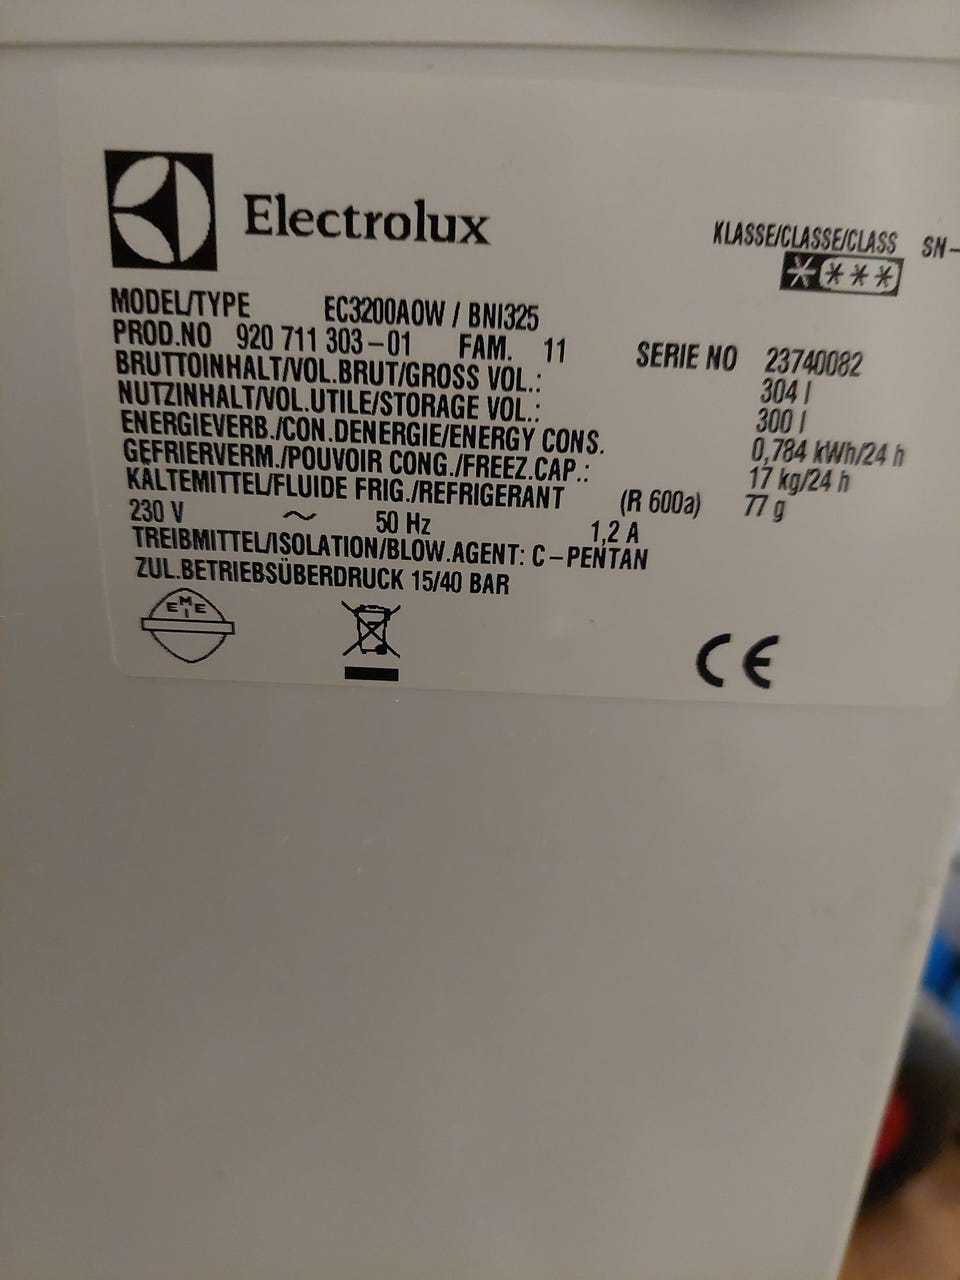 Electrolux
KLASSE/CLASSE/CLASS SN-
MODEL/TYPE EC3200AOW / BNI325
PROD.NO 920 711 303-01 FAM. 11 SERIE NO 23740082
BRUTTOINHALT/VOL.BRUT/GROSS VOL.: 304 l
NUTZINHALT/VOL.UTILE/STORAGE VOL.: 300 l
ENERGIEVERB./CON.DENERGIE/ENERGY CONS. 0,784 kWh/24 h
GEFRIERVERM./POUVOIR CONG./FREEZ.CAP.: 17 kg/24 h
KÄLTEMITTEL/FLUIDE FRIG./REFRIGERANT (R 600a) 77 g
230 V ~ 50 Hz 1,2 A
TREIBMITTEL/ISOLATION/BLOW.AGENT: C-PENTAN
ZUL.BETRIEBSÜBERDRUCK 15/40 BAR
EMEI
CE